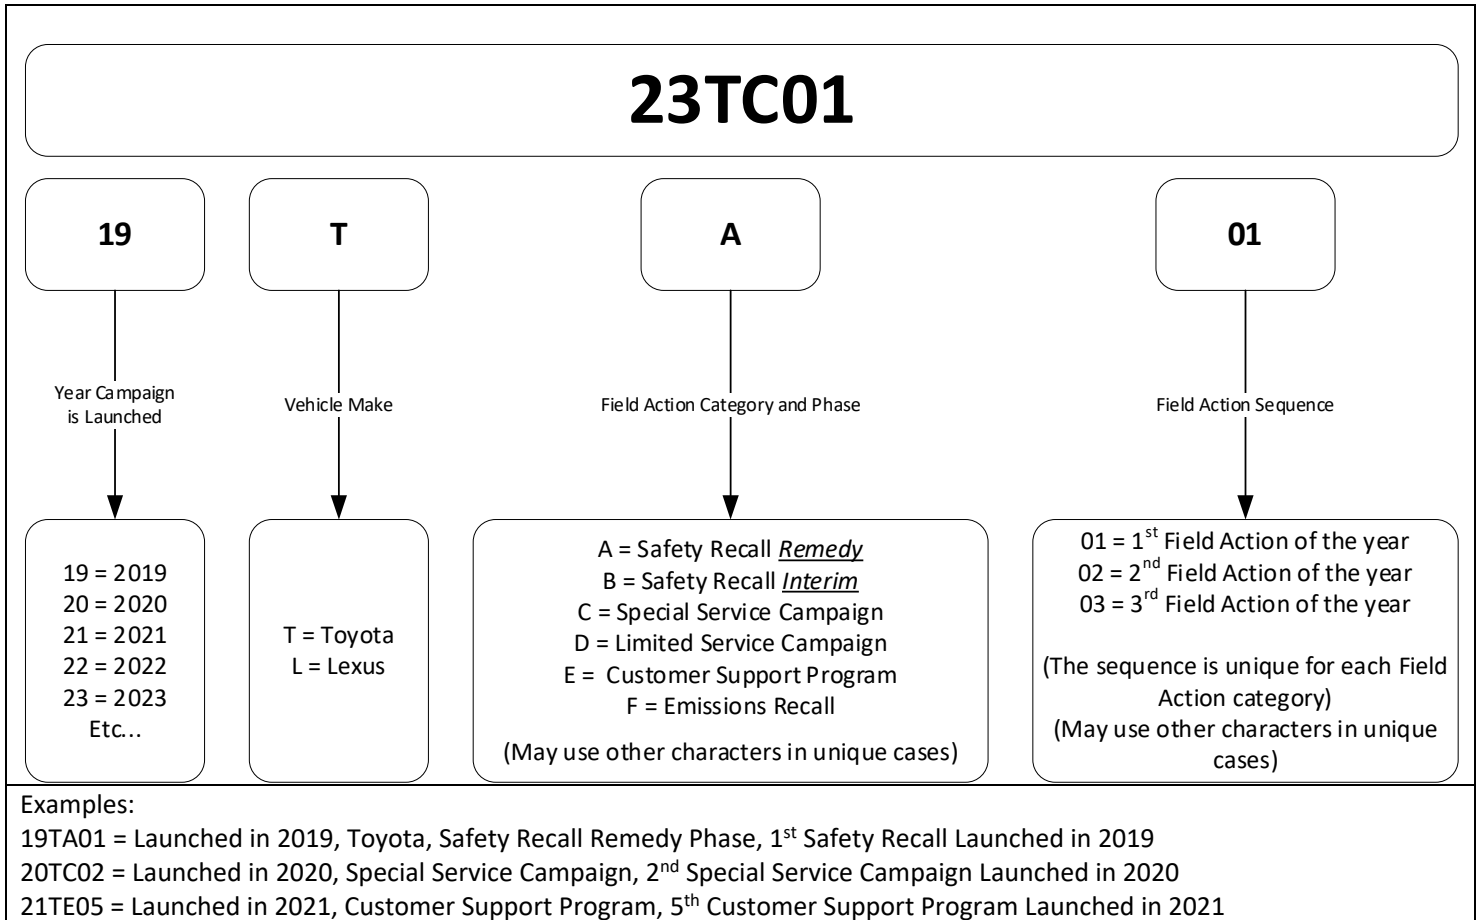 23TC01
19
T
A
01
Year Campaign
is Launched
Vehicle Make
Field Action Category and Phase
Field Action Sequence
19 = 2019
20 = 2020
21 = 2021
22 = 2022
23 = 2023
Etc…
T = Toyota
L = Lexus
A = Safety Recall Remedy
B = Safety Recall Interim
C = Special Service Campaign
D = Limited Service Campaign
E = Customer Support Program
F = Emissions Recall
(May use other characters in unique cases)
01 = 1st Field Action of the year
02 = 2nd Field Action of the year
03 = 3rd Field Action of the year
(The sequence is unique for each Field
Action category)
(May use other characters in unique
cases)
Examples:
19TA01 = Launched in 2019, Toyota, Safety Recall Remedy Phase, 1st Safety Recall Launched in 2019
20TC02 = Launched in 2020, Special Service Campaign, 2nd Special Service Campaign Launched in 2020
21TE05 = Launched in 2021, Customer Support Program, 5th Customer Support Program Launched in 2021